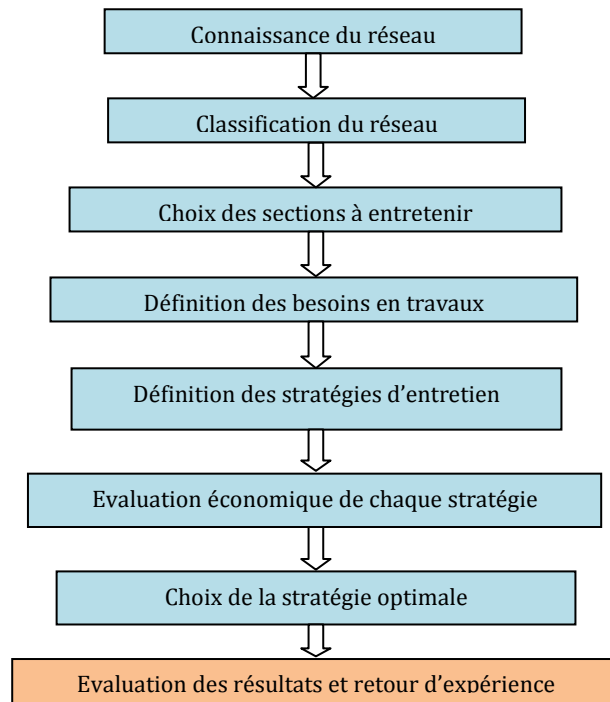 Connaissance du réseau
Classification du réseau
Choix des sections à entretenir
Définition des besoins en travaux
Définition des stratégies d’entretien
Evaluation économique de chaque stratégie
Choix de la stratégie optimale
Evaluation des résultats et retour d’expérience